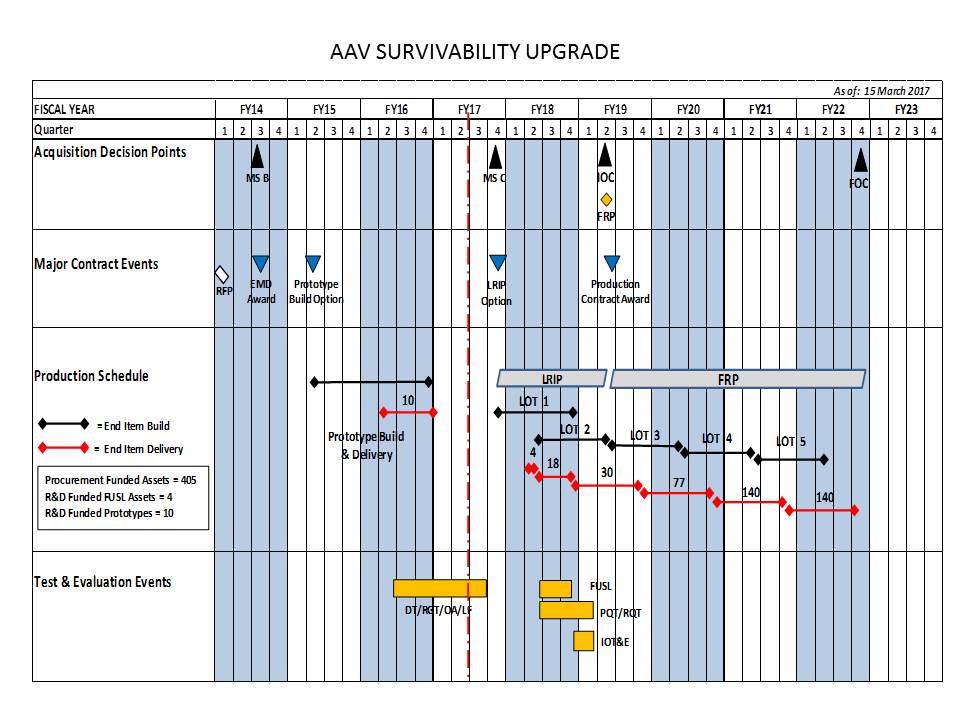 AAV SURVIVABILITY UPGRADE
As of: 15 March 2017
FISCAL YEAR FY14 FY15 FY16 FY17 FY18 FY19 FY20 FY21 FY22 FY23
Quarter 1 2 3 4 1 2 3 4 1 2 3 4 1 2 3 4 1 2 3 4 1 2 3 4 1 2 3 4 1 2 3 4 1 2 3 4 1 2 3 4
Acquisition Decision Points
MS B MS C IOC FOC
FRP
Major Contract Events
RFP
EMD
Award
Prototype
Build Option
LRIP
Option
Production
Contract Award
Production Schedule
LRIP FRP
10
LOT 1
LOT 2
LOT 3
LOT 4
LOT 5
= End Item Build
= End Item Delivery
Prototype Build
& Delivery
4
18
30
77
140
140
Procurement Funded Assets = 405
R&D Funded FUSL Assets = 4
R&D Funded Prototypes = 10
Test & Evaluation Events
DT/RGT/OA/LF
FUSL
PQT/RQT
IOT&E